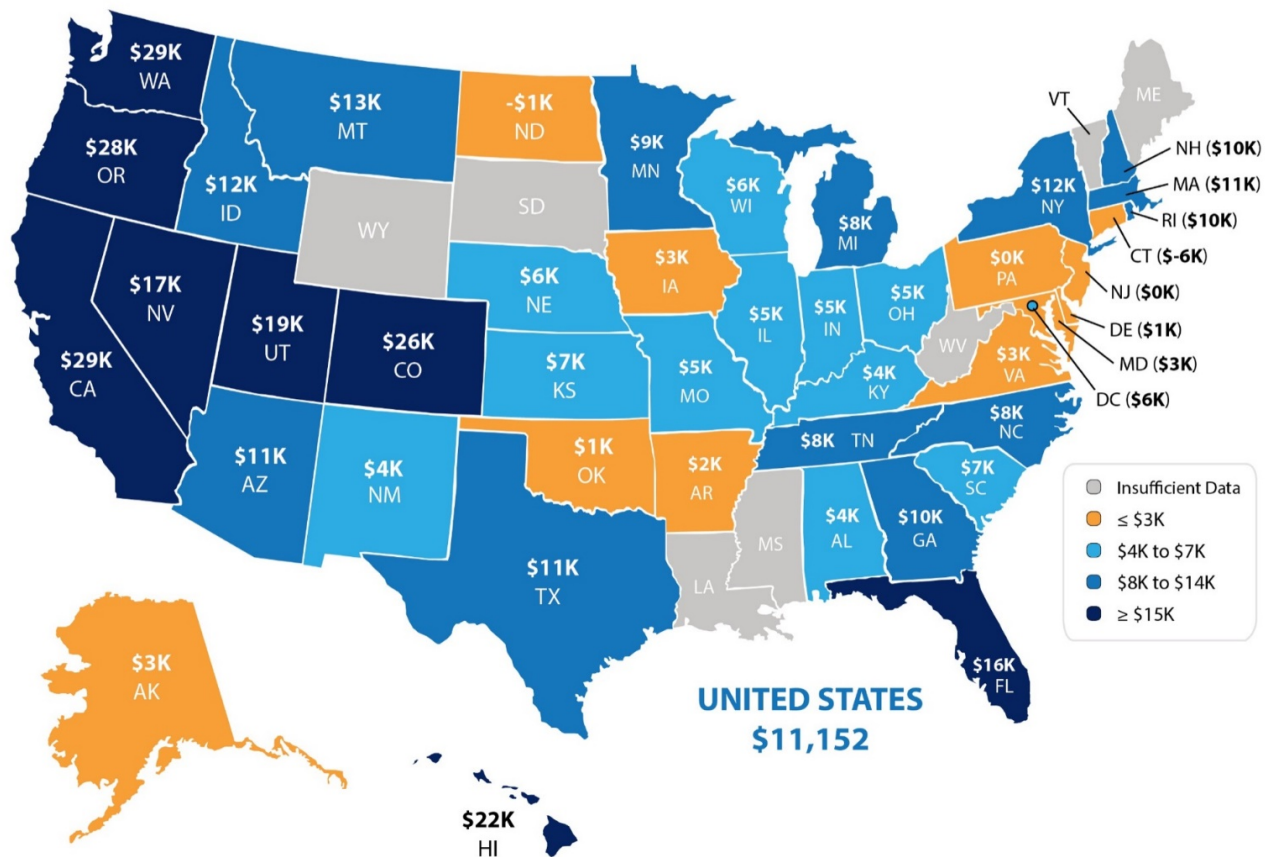 $29K
WA
$28K
OR
$29K
CA
$17K
NV
$12K
ID
$13K
MT
WY
$19K
UT
$26K
CO
$11K
AZ
$4K
NM
-$1K
ND
SD
$6K
NE
$7K
KS
$1K
OK
$11K
TX
$9K
MN
$3K
IA
$5K
MO
$2K
AR
LA
$6K
WI
$5K
IL
$8K
MI
$5K
IN
$5K
OH
$4K
KY
$8K TN
MS
$4K
AL
$10K
GA
$16K
FL
$7K
SC
$8K
NC
$3K
VA
WV
$0K
PA
$12K
NY
VT
ME
NH ($10K)
MA ($11K)
RI ($10K)
CT ($-6K)
NJ ($0K)
DE ($1K)
MD ($3K)
DC ($6K)
Insufficient Data
≤ $3K
$4K to $7K
$8K to $14K
≥ $15K
$3K
AK
$22K
HI
UNITED STATES
$11,152